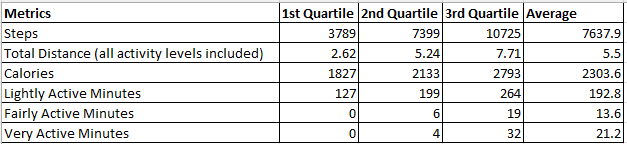 Metrics 1st Quartile 2nd Quartile 3rd Quartile Average
Steps 3789 7399 10725 7637.9
Total Distance (all activity levels included) 2.62 5.24 7.71 5.5
Calories 1827 2133 2793 2303.6
Lightly Active Minutes 127 199 264 192.8
Fairly Active Minutes 0 6 19 13.6
Very Active Minutes 0 4 32 21.2